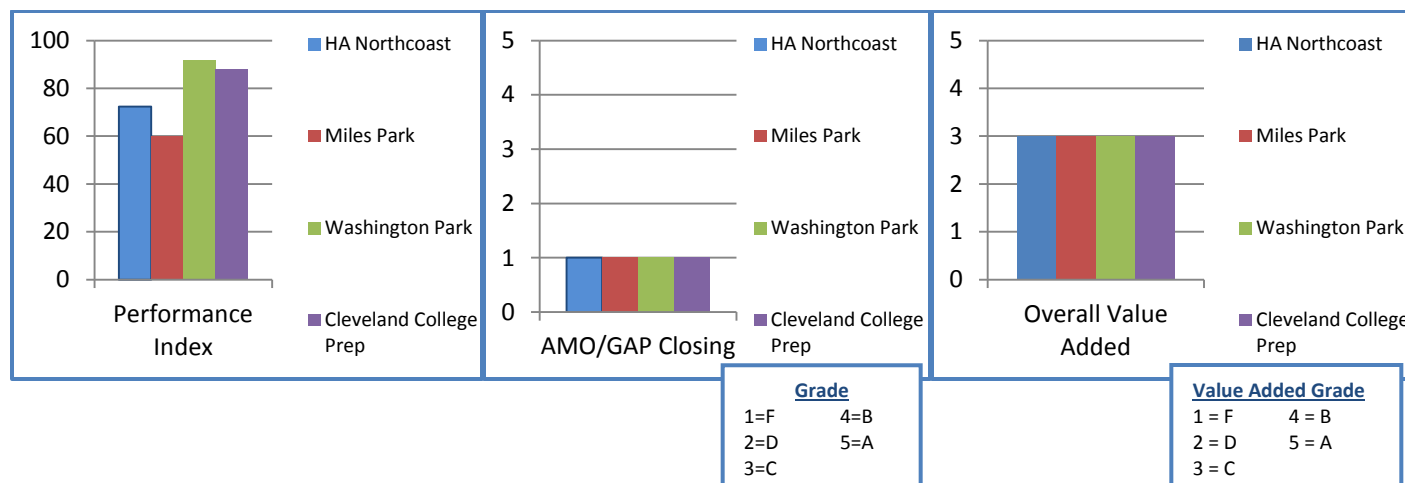 100
80
60
40
20
0
Performance
Index
HA Northcoast
Miles Park
Washington Park
Cleveland College
Prep
5
4
3
2
1
0
AMO/GAP Closing
HA Northcoast
Miles Park
Washington Park
Cleveland College
Prep
5
4
3
2
1
0
Overall Value
Added
HA Northcoast
Miles Park
Washington Park
Cleveland College
Prep
Grade
1=F 4=B
2=D 5=A
3=C
Value Added Grade
1 = F 4 = B
2 = D 5 = A
3 = C